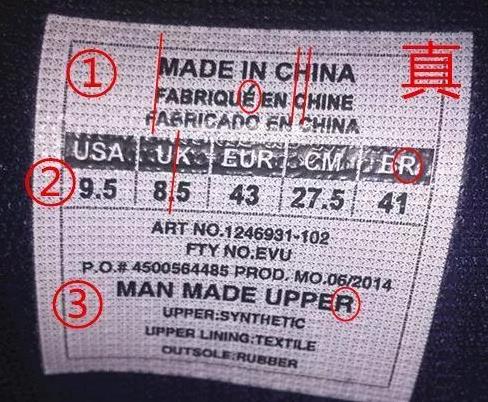 真
①
MADE IN CHINA
FABRIQUÉ EN CHINE
FABRICADO EN CHINA
USA UK EUR CM BR
② 9.5 8.5 43 27.5 41
ART NO.1246931-102
FTY NO.EVU
P.O.# 4500564485 PROD. MO.06/2014
③ MAN MADE UPPER
UPPER:SYNTHETIC
UPPER LINING:TEXTILE
OUTSOLE:RUBBER